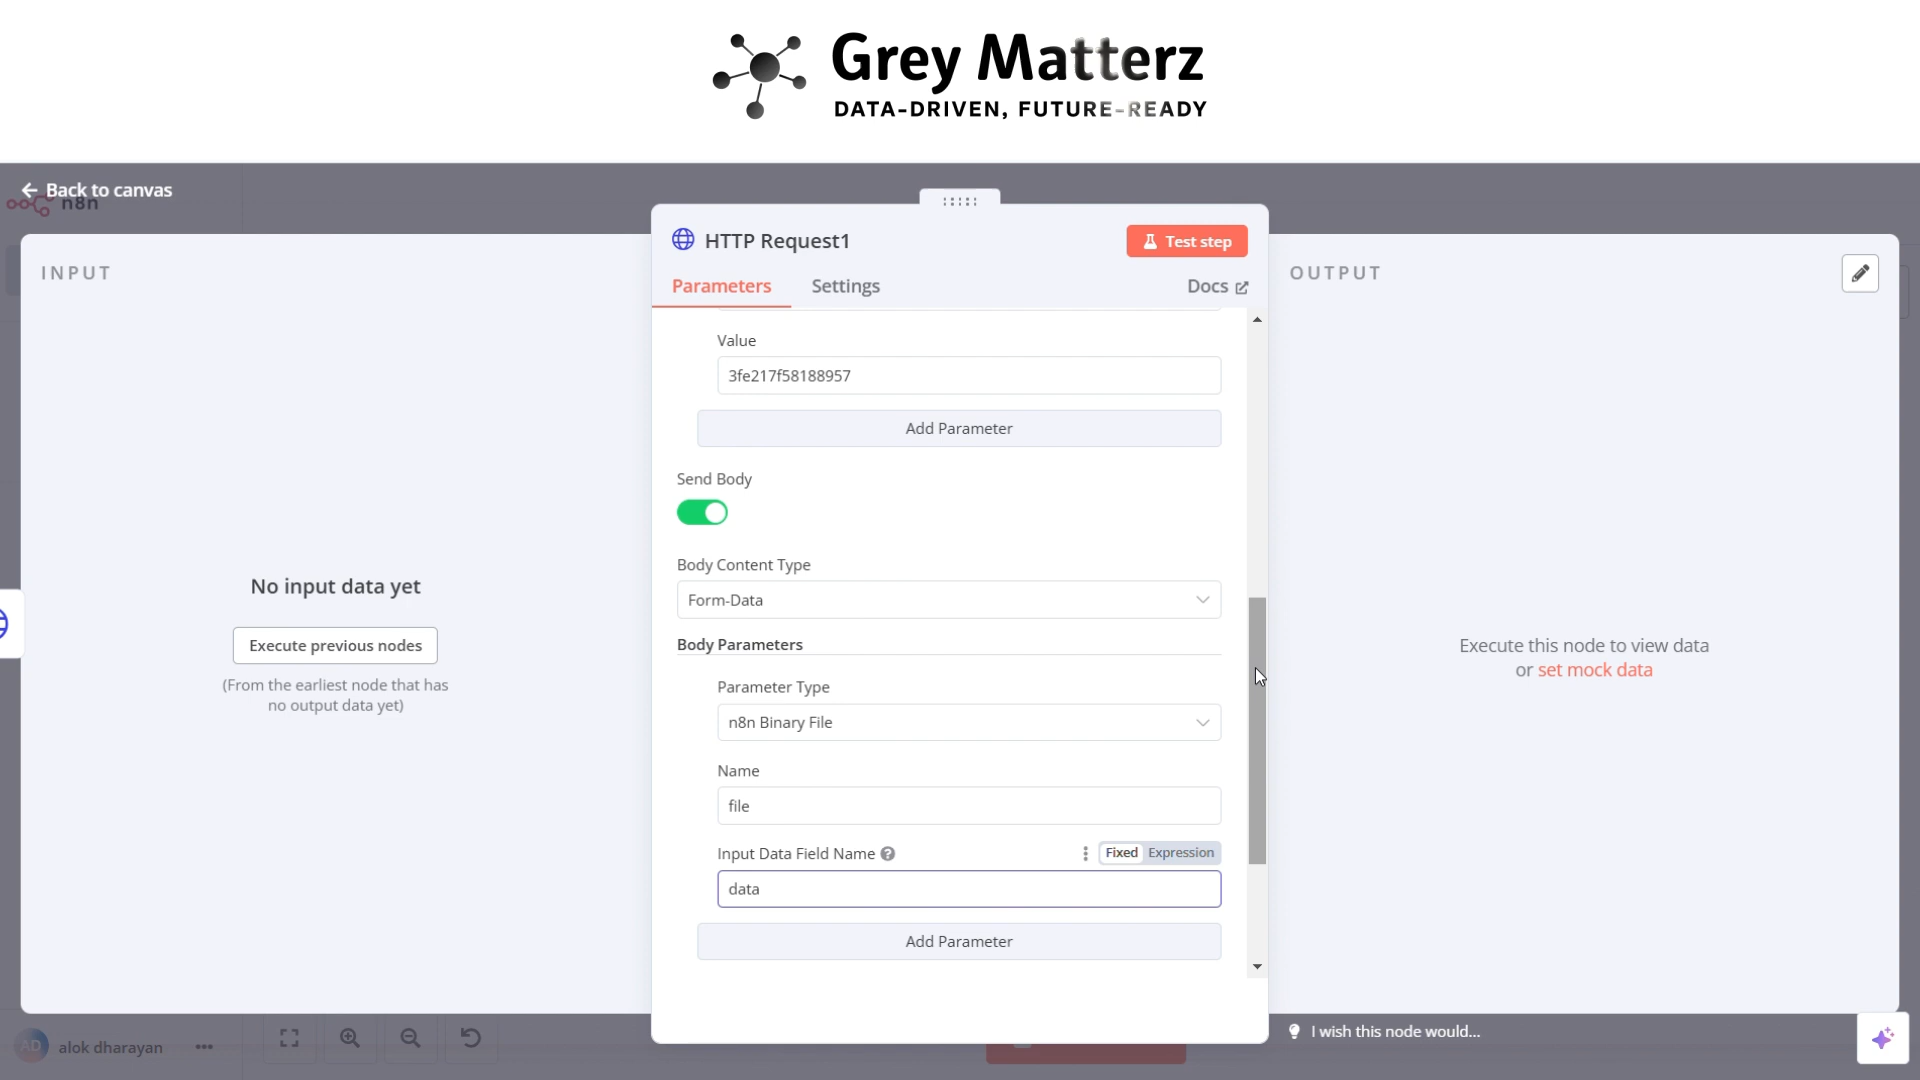 Grey Matterz
DATA-DRIVEN, FUTURE-READY
Back to canvas
n8n
HTTP Request1
Test step
INPUT
Parameters
Settings
Docs
OUTPUT
Value
3fe217f58188957
Add Parameter
Send Body
Body Content Type
Form-Data
Body Parameters
Parameter Type
n8n Binary File
Name
file
Input Data Field Name
Fixed
Expression
data
Add Parameter
No input data yet
Execute previous nodes
(From the earliest node that has
no output data yet)
Execute this node to view data
or set mock data
AD
alok dharayan
I wish this node would...